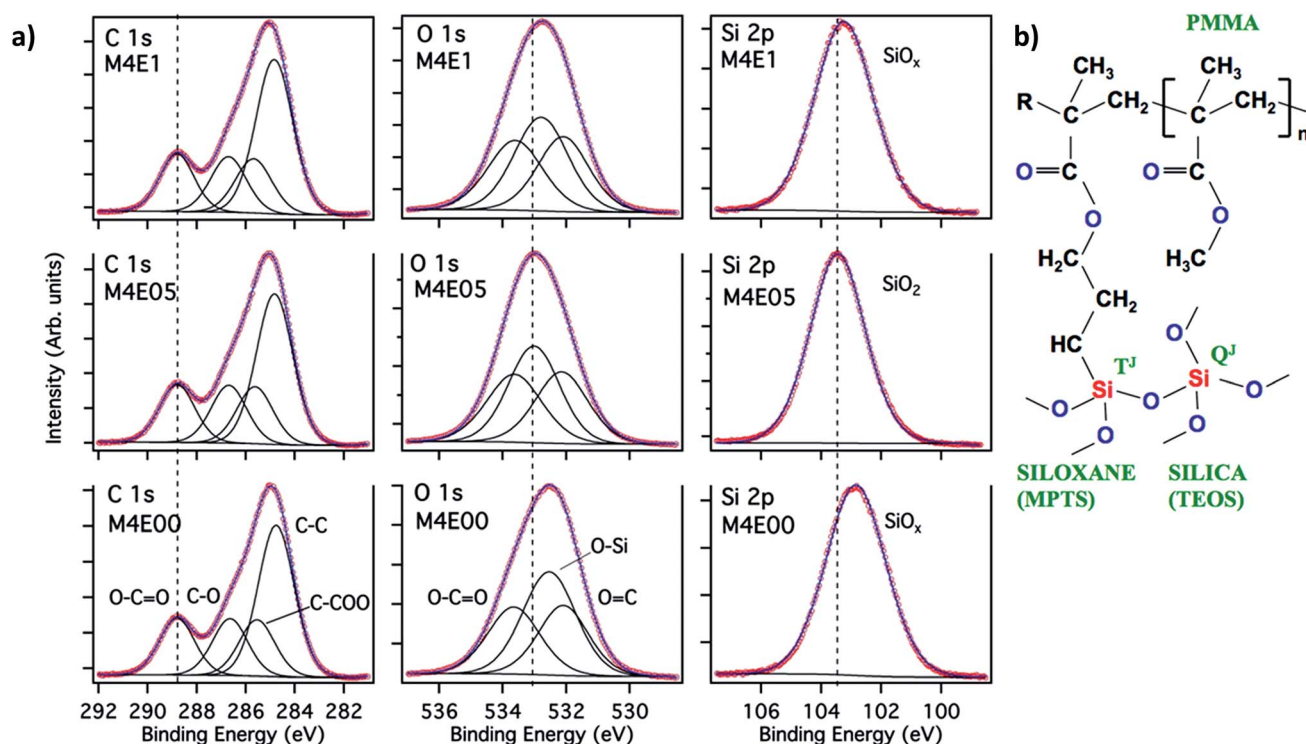 a)
Intensity (Arb. units)
C 1s
M4E1
O 1s
M4E1
Si 2p
M4E1
SiOx
C 1s
M4E05
O 1s
M4E05
Si 2p
M4E05
SiO2
C 1s
M4E00
C-C
O-C=O
C-O
C-COO
O 1s
M4E00
O-Si
O-C=O
O=C
Si 2p
M4E00
SiOx
292 290 288 286 284 282
Binding Energy (eV)
536 534 532 530
Binding Energy (eV)
106 104 102 100
Binding Energy (eV)
b)
PMMA
CH3
CH3
R
C
CH2
C
CH2
n
O
C
O
C
O
O
H2C
H3C
CH2
HC
O
TJ
QJ
Si
O
Si
O
O
O
O
SILOXANE
(MPTS)
SILICA
(TEOS)